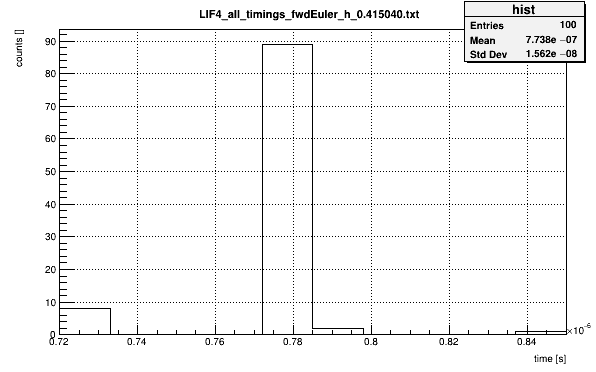 LIF4_all_timings_fwdEuler_h_0.415040.txt
hist
Entries 100
Mean 7.738e −07
Std Dev 1.562e −08
counts []
90
80
70
60
50
40
30
20
10
0
0.72 0.74 0.76 0.78 0.8 0.82 0.84
×10−6
time [s]